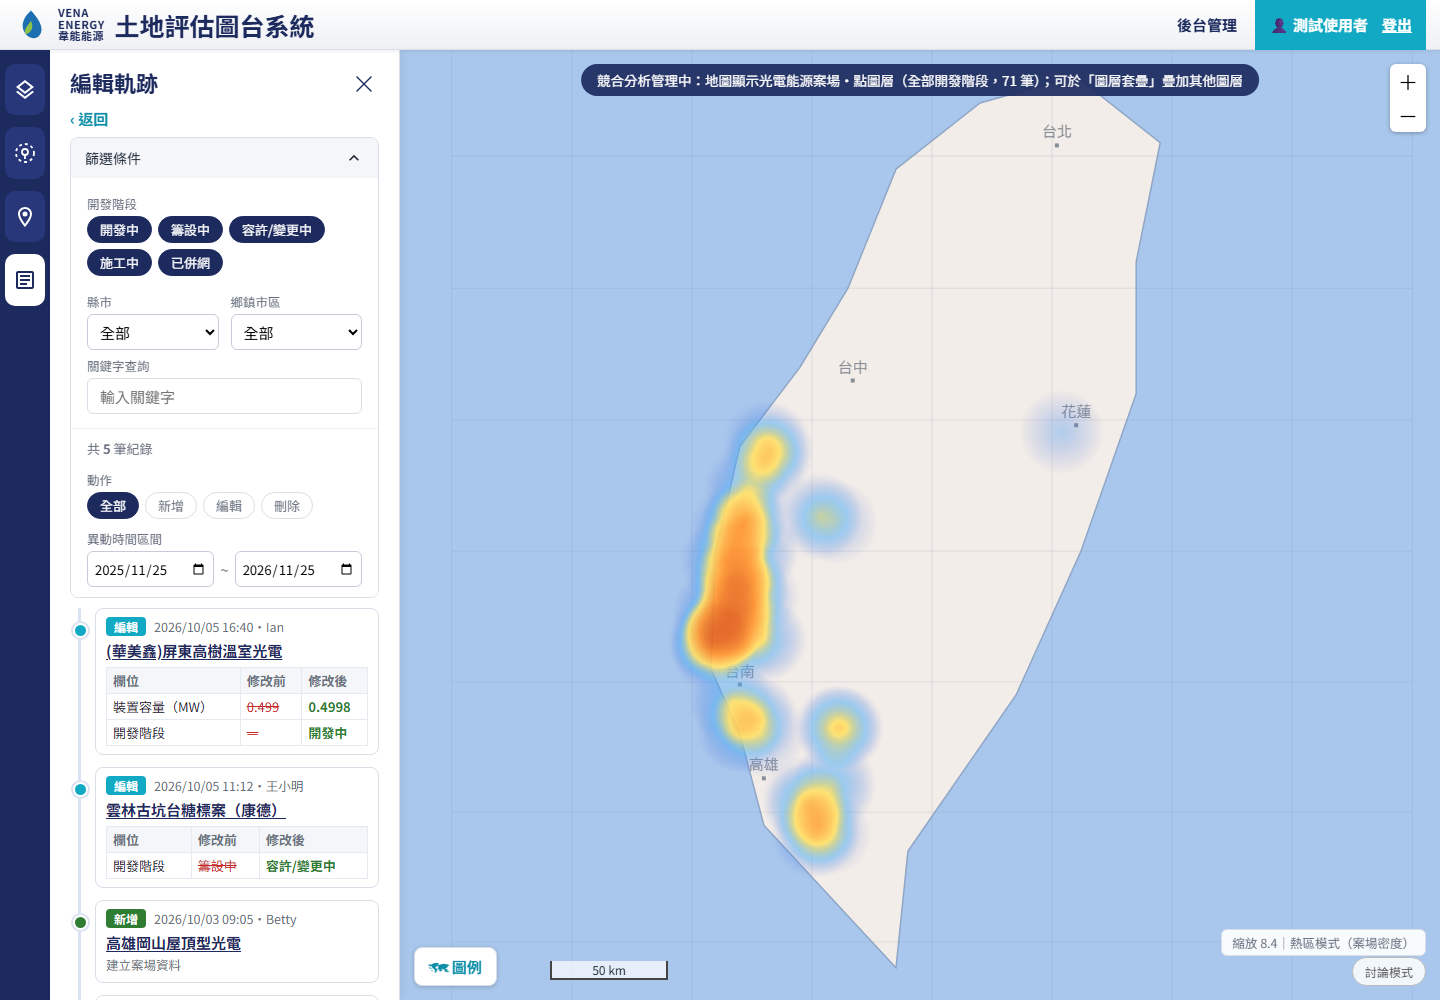 VENA
ENERGY
韋能能源
土地評估圖台系統
後台管理
測試使用者 登出
編輯軌跡
‹ 返回
篩選條件
開發階段
開發中 籌設中 容許/變更中
施工中 已併網
縣市 鄉鎮市區
全部 全部
關鍵字查詢
輸入關鍵字
共 5 筆紀錄
動作
全部 新增 編輯 刪除
異動時間區間
2025/11/25 ~ 2026/11/25
編輯 2026/10/05 16:40・Ian
(華美鑫)屏東高樹溫室光電
欄位 修改前 修改後
裝置容量（MW） 0.499 0.4998
開發階段 — 開發中
編輯 2026/10/05 11:12・王小明
雲林古坑台糖標案（康德）
欄位 修改前 修改後
開發階段 籌設中 容許/變更中
新增 2026/10/03 09:05・Betty
高雄岡山屋頂型光電
建立案場資料
競合分析管理中：地圖顯示光電能源案場・點圖層（全部開發階段，71 筆）；可於「圖層套疊」疊加其他圖層
+
−
台北
台中
花蓮
台南
高雄
圖例
50 km
縮放 8.4｜熱區模式（案場密度）
討論模式